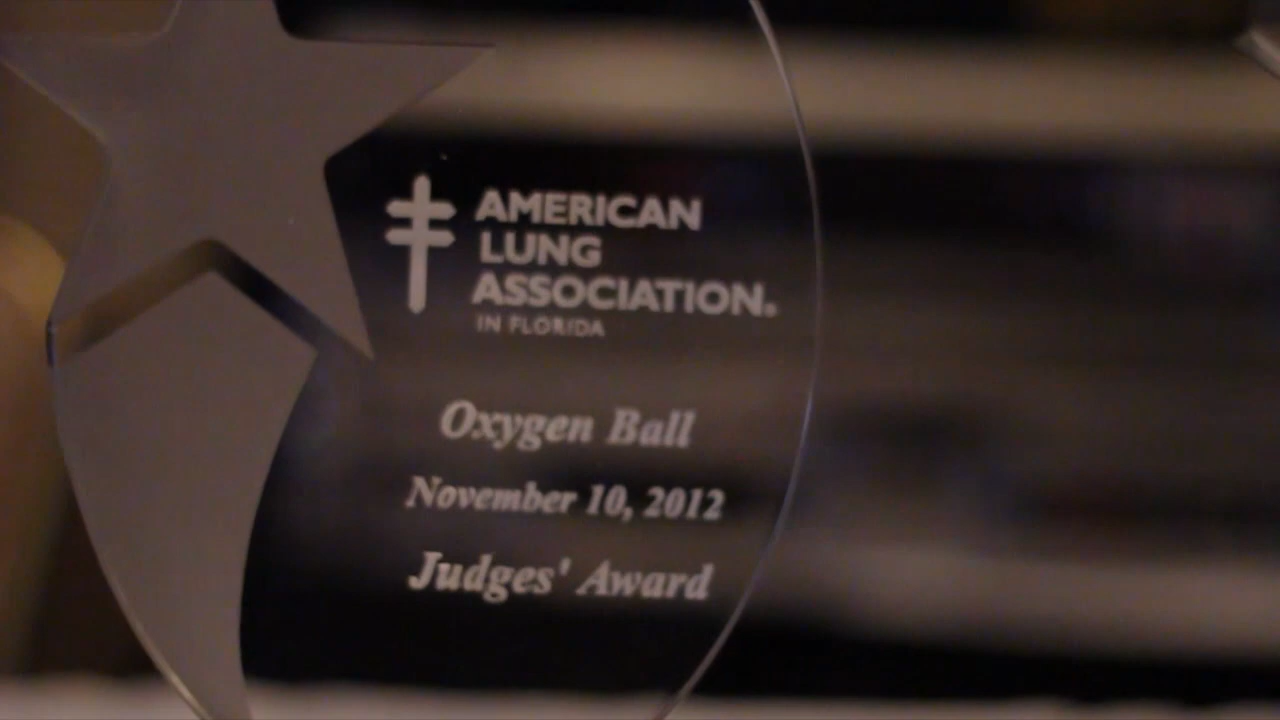 AMERICAN
LUNG
ASSOCIATION®
IN FLORIDA
Oxygen Ball
November 10, 2012
Judges' Award